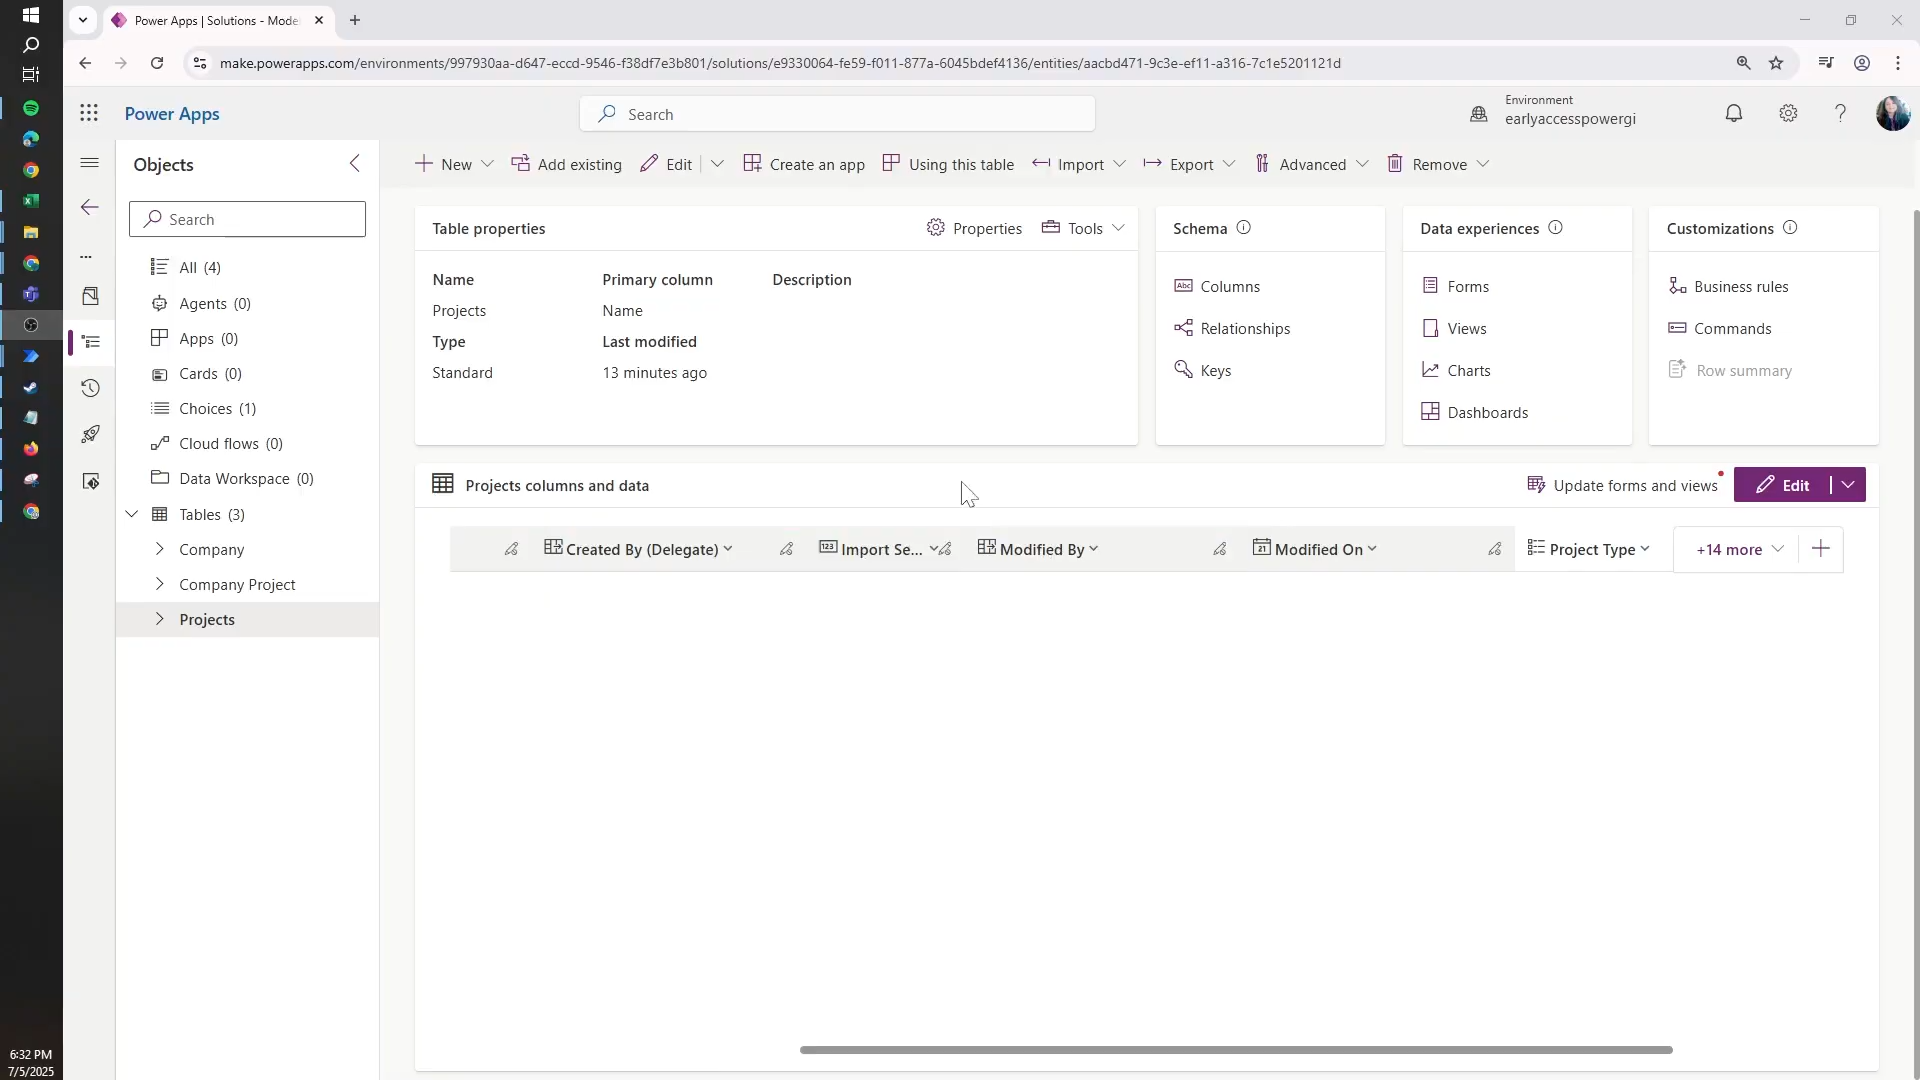 Power Apps | Solutions - Mode
make.powerapps.com/environments/997930aa-d647-eccd-9546-f38df7e3b801/solutions/e9330064-fe59-f011-877a-6045bdef4136/entities/aacbd471-9c3e-ef11-a316-7c1e5201121d
Power Apps
Search
Environment
earlyaccesspowergi
Objects
Search
All (4)
Agents (0)
Apps (0)
Cards (0)
Choices (1)
Cloud flows (0)
Data Workspace (0)
Tables (3)
Company
Company Project
Projects
New
Add existing
Edit
Create an app
Using this table
Import
Export
Advanced
Remove
Table properties
Properties
Tools
Name
Primary column
Description
Projects
Name
Type
Last modified
Standard
13 minutes ago
Schema
Columns
Relationships
Keys
Data experiences
Forms
Views
Charts
Dashboards
Customizations
Business rules
Commands
Row summary
Projects columns and data
Update forms and views
Edit
Created By (Delegate)
Import Se...
Modified By
Modified On
Project Type
+14 more
6:32 PM
7/5/2025